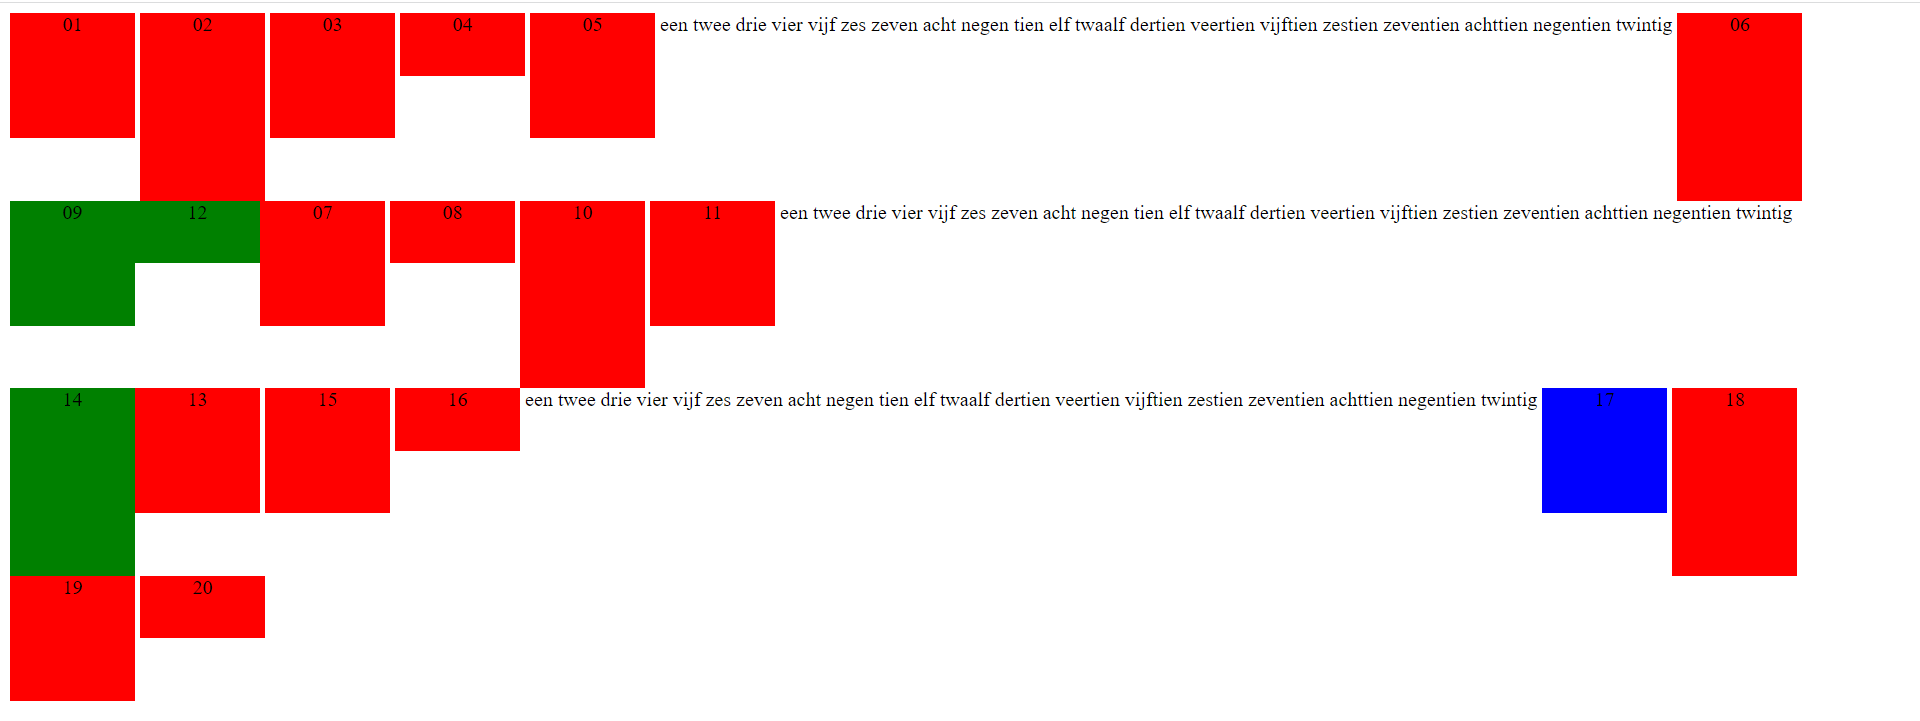 01 02 03 04 05 een twee drie vier vijf zes zeven acht negen tien elf twaalf dertien veertien vijftien zestien zeventien achttien negentien twintig 06
09 12 07 08 10 11 een twee drie vier vijf zes zeven acht negen tien elf twaalf dertien veertien vijftien zestien zeventien achttien negentien twintig
14 13 15 16 een twee drie vier vijf zes zeven acht negen tien elf twaalf dertien veertien vijftien zestien zeventien achttien negentien twintig 17 18
19 20